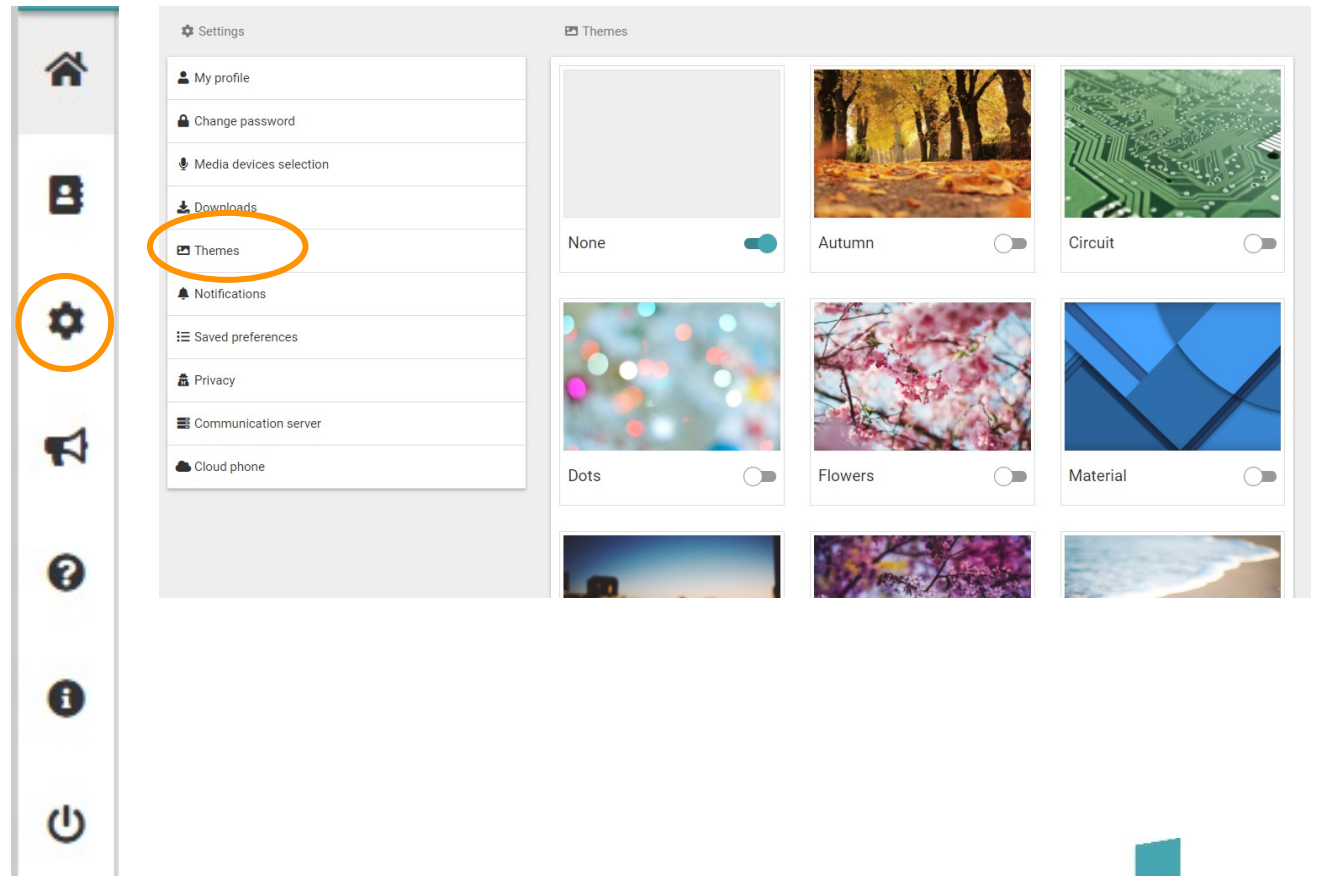 Settings
My profile
Change password
Media devices selection
Downloads
Themes
Notifications
Saved preferences
Privacy
Communication server
Cloud phone
Themes
None
Autumn
Circuit
Dots
Flowers
Material